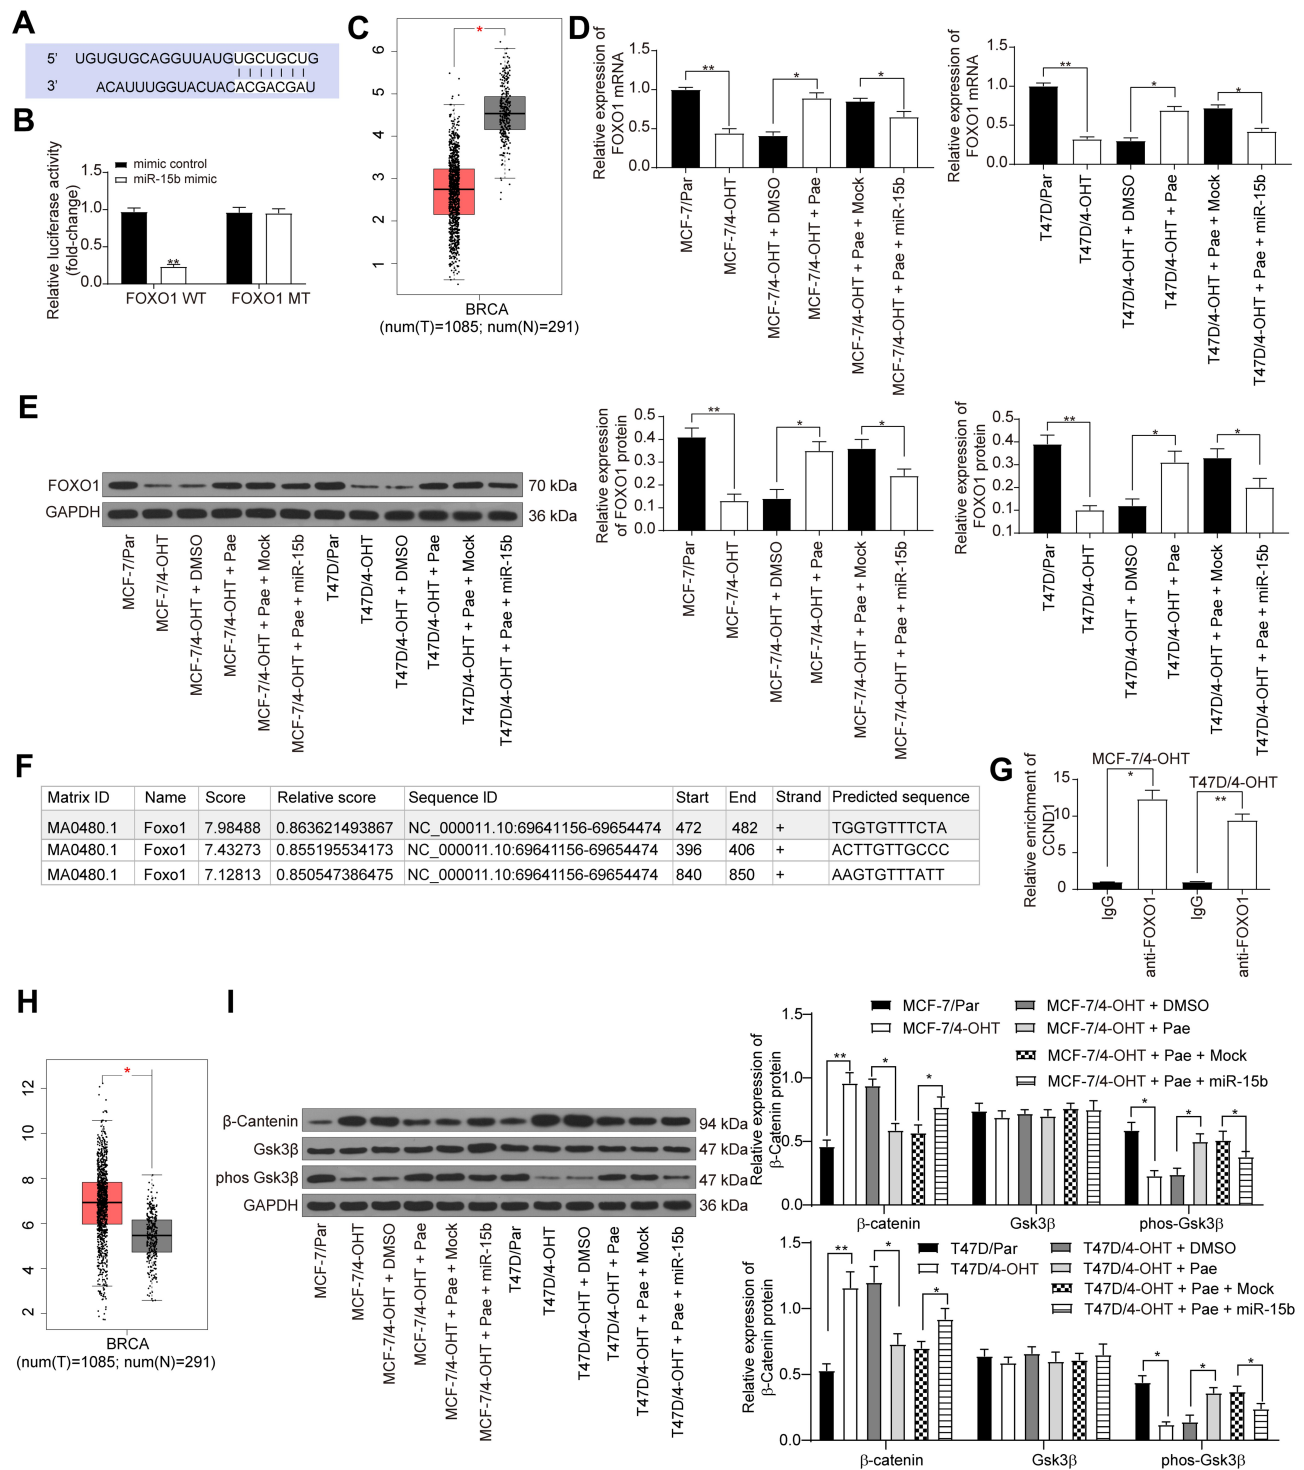 A
5' UGUGUGCAGGUUAUGUGCUGCUG
3' ACAUUUGGUACUACACGACGAU
B
mimic control
miR-15b mimic
Relative luciferase activity
(fold-change)
1.5
1.0
0.5
0.0
**
FOXO1 WT FOXO1 MT
C
*
6
5
4
3
2
1
BRCA
(num(T)=1085; num(N)=291)
D
Relative expression of
FOXO1 mRNA
1.5
1.0
0.5
0.0
** * *
MCF-7/Par
MCF-7/4-OHT
MCF-7/4-OHT + DMSO
MCF-7/4-OHT + Pae
MCF-7/4-OHT + Pae + Mock
MCF-7/4-OHT + Pae + miR-15b
Relative expression of
FOXO1 mRNA
1.5
1.0
0.5
0.0
** * *
T47D/Par
T47D/4-OHT
T47D/4-OHT + DMSO
T47D/4-OHT + Pae
T47D/4-OHT + Pae + Mock
T47D/4-OHT + Pae + miR-15b
E
FOXO1 70 kDa
GAPDH 36 kDa
MCF-7/Par
MCF-7/4-OHT
MCF-7/4-OHT + DMSO
MCF-7/4-OHT + Pae
MCF-7/4-OHT + Pae + Mock
MCF-7/4-OHT + Pae + miR-15b
T47D/Par
T47D/4-OHT
T47D/4-OHT + DMSO
T47D/4-OHT + Pae
T47D/4-OHT + Pae + Mock
T47D/4-OHT + Pae + miR-15b
Relative expression
of FOXO1 protein
0.5
0.4
0.3
0.2
0.1
0.0
** * *
MCF-7/Par
MCF-7/4-OHT
MCF-7/4-OHT + DMSO
MCF-7/4-OHT + Pae
MCF-7/4-OHT + Pae + Mock
MCF-7/4-OHT + Pae + miR-15b
Relative expression of
FOXO1 protein
0.5
0.4
0.3
0.2
0.1
0.1
** * *
T47D/Par
T47D/4-OHT
T47D/4-OHT + DMSO
T47D/4-OHT + Pae
T47D/4-OHT + Pae + Mock
T47D/4-OHT + Pae + miR-15b
F
Matrix ID Name Score Relative score Sequence ID Start End Strand Predicted sequence
MA0480.1 Foxo1 7.98488 0.863621493867 NC_000011.10:69641156-69654474 472 482 + TGGTGTTTCTA
MA0480.1 Foxo1 7.43273 0.855195534173 NC_000011.10:69641156-69654474 396 406 + ACTTGTTGCCC
MA0480.1 Foxo1 7.12813 0.850547386475 NC_000011.10:69641156-69654474 840 850 + AAGTGTTTATT
G
Relative enrichment of
CCND1
15
10
5
0
MCF-7/4-OHT
*
T47D/4-OHT
**
IgG
anti-FOXO1
IgG
anti-FOXO1
H
*
12
10
8
6
4
2
BRCA
(num(T)=1085; num(N)=291)
I
β-Cantenin 94 kDa
Gsk3β 47 kDa
phos Gsk3β 47 kDa
GAPDH 36 kDa
MCF-7/Par
MCF-7/4-OHT
MCF-7/4-OHT + DMSO
MCF-7/4-OHT + Pae
MCF-7/4-OHT + Pae + Mock
MCF-7/4-OHT + Pae + miR-15b
T47D/Par
T47D/4-OHT
T47D/4-OHT + DMSO
T47D/4-OHT + Pae
T47D/4-OHT + Pae + Mock
T47D/4-OHT + Pae + miR-15b
Relative expression of
β-Catenin protein
1.5
1.0
0.5
0.0
MCF-7/Par
MCF-7/4-OHT
MCF-7/4-OHT + DMSO
MCF-7/4-OHT + Pae
MCF-7/4-OHT + Pae + Mock
MCF-7/4-OHT + Pae + miR-15b
** * * * * *
β-catenin Gsk3β phos-Gsk3β
Relative expression of
β-Catenin protein
1.5
1.0
0.5
0.0
T47D/Par
T47D/4-OHT
T47D/4-OHT + DMSO
T47D/4-OHT + Pae
T47D/4-OHT + Pae + Mock
T47D/4-OHT + Pae + miR-15b
** * * * * *
β-catenin Gsk3β phos-Gsk3β